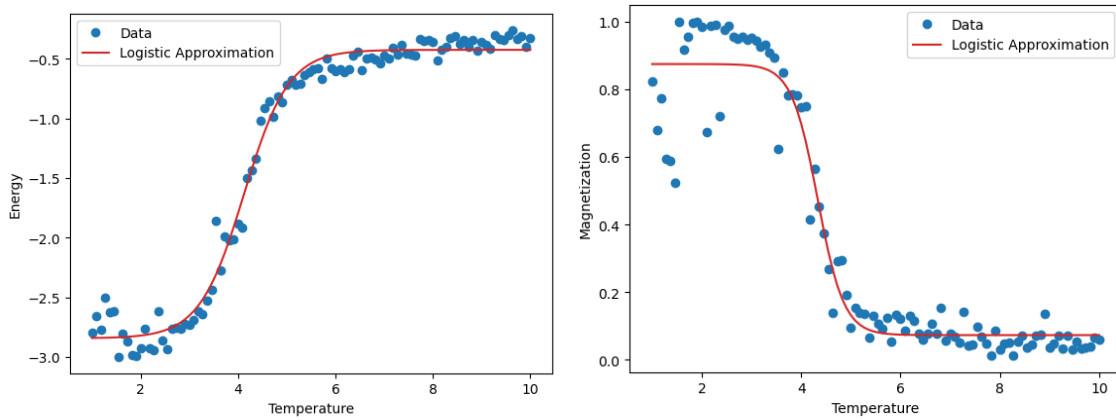 Data
Logistic Approximation
−0.5
−1.0
−1.5
−2.0
−2.5
−3.0
Energy
2 4 6 8 10
Temperature
Data
Logistic Approximation
1.0
0.8
0.6
0.4
0.2
0.0
Magnetization
2 4 6 8 10
Temperature